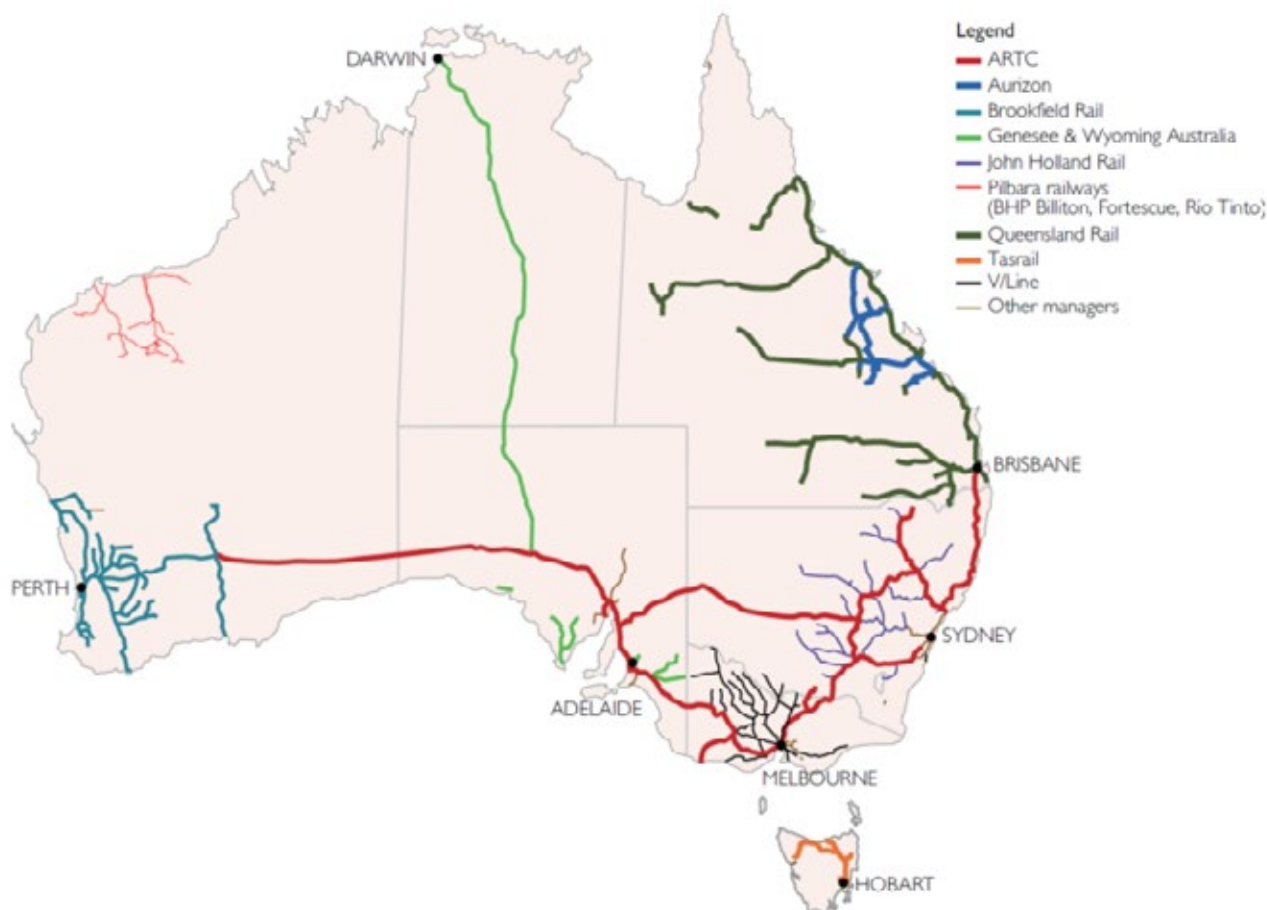 DARWIN
Legend
ARTC
Aurizon
Brookfield Rail
Genesee & Wyoming Australia
John Holland Rail
Pilbara railways
(BHP Billiton, Fortescue, Rio Tinto)
Queensland Rail
Tasrail
V/Line
Other managers
BRISBANE
PERTH
SYDNEY
ADELAIDE
MELBOURNE
HOBART